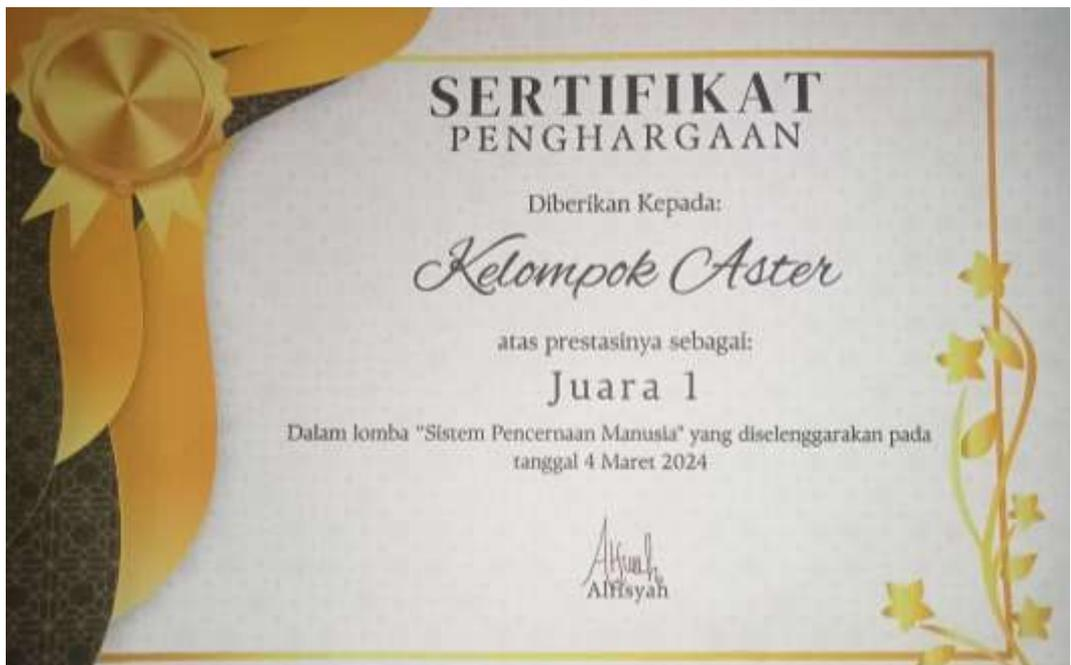 SERTIFIKAT
PENGHARGAAN
Diberikan Kepada:
Kelompok Aster
atas prestasinya sebagai:
Juara 1
Dalam lomba "Sistem Pencernaan Manusia" yang diselenggarakan pada
tanggal 4 Maret 2024
Alfisyah